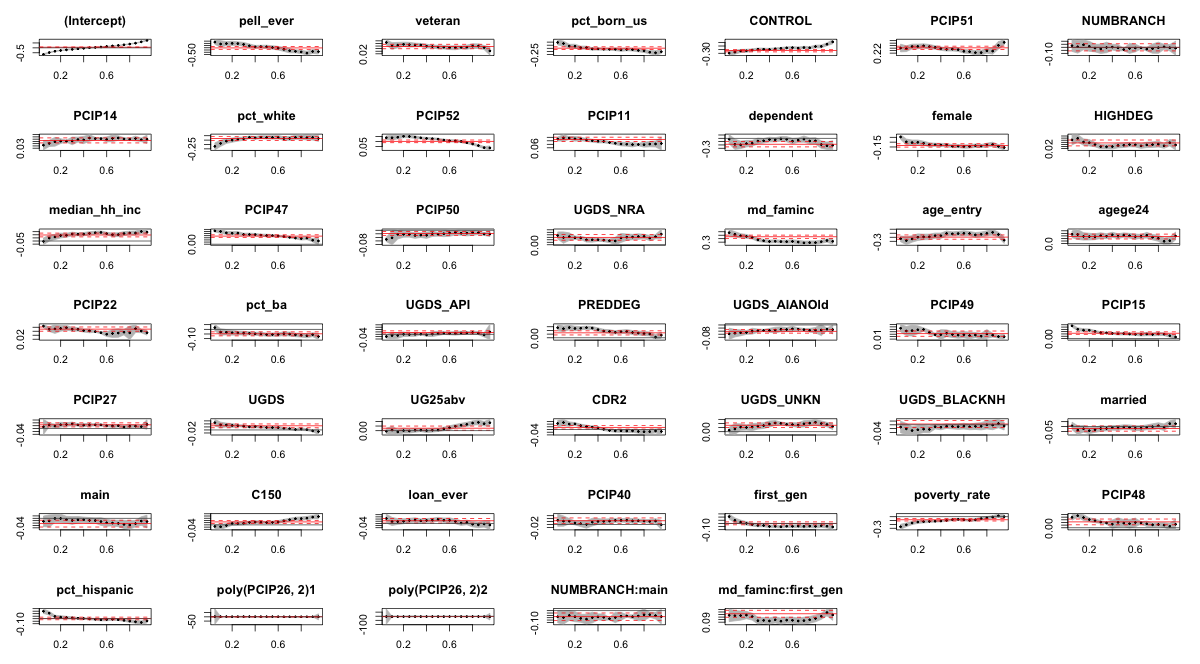 (Intercept) pell_ever veteran pct_born_us CONTROL PCIP51 NUMBRANCH
-0.5 -0.50 0.02 -0.25 -0.30 0.22 -0.10
0.2 0.6 0.2 0.6 0.2 0.6 0.2 0.6 0.2 0.6 0.2 0.6 0.2 0.6
PCIP14 pct_white PCIP52 PCIP11 dependent female HIGHDEG
0.03 -0.25 0.05 0.06 -0.3 -0.15 0.02
0.2 0.6 0.2 0.6 0.2 0.6 0.2 0.6 0.2 0.6 0.2 0.6 0.2 0.6
median_hh_inc PCIP47 PCIP50 UGDS_NRA md_faminc age_entry agege24
-0.05 0.00 -0.08 0.00 0.3 -0.3 0.0
0.2 0.6 0.2 0.6 0.2 0.6 0.2 0.6 0.2 0.6 0.2 0.6 0.2 0.6
PCIP22 pct_ba UGDS_API PREDDEG UGDS_AIANOld PCIP49 PCIP15
0.02 -0.10 -0.04 0.00 -0.08 0.01 0.00
0.2 0.6 0.2 0.6 0.2 0.6 0.2 0.6 0.2 0.6 0.2 0.6 0.2 0.6
PCIP27 UGDS UG25abv CDR2 UGDS_UNKN UGDS_BLACKNH married
-0.04 -0.02 0.00 -0.04 0.00 -0.04 -0.05
0.2 0.6 0.2 0.6 0.2 0.6 0.2 0.6 0.2 0.6 0.2 0.6 0.2 0.6
main C150 loan_ever PCIP40 first_gen poverty_rate PCIP48
-0.04 -0.04 -0.04 -0.02 -0.10 -0.3 0.00
0.2 0.6 0.2 0.6 0.2 0.6 0.2 0.6 0.2 0.6 0.2 0.6 0.2 0.6
pct_hispanic poly(PCIP26, 2)1 poly(PCIP26, 2)2 NUMBRANCH:main md_faminc:first_gen
-0.10 -50 -100 -0.10 0.09
0.2 0.6 0.2 0.6 0.2 0.6 0.2 0.6 0.2 0.6